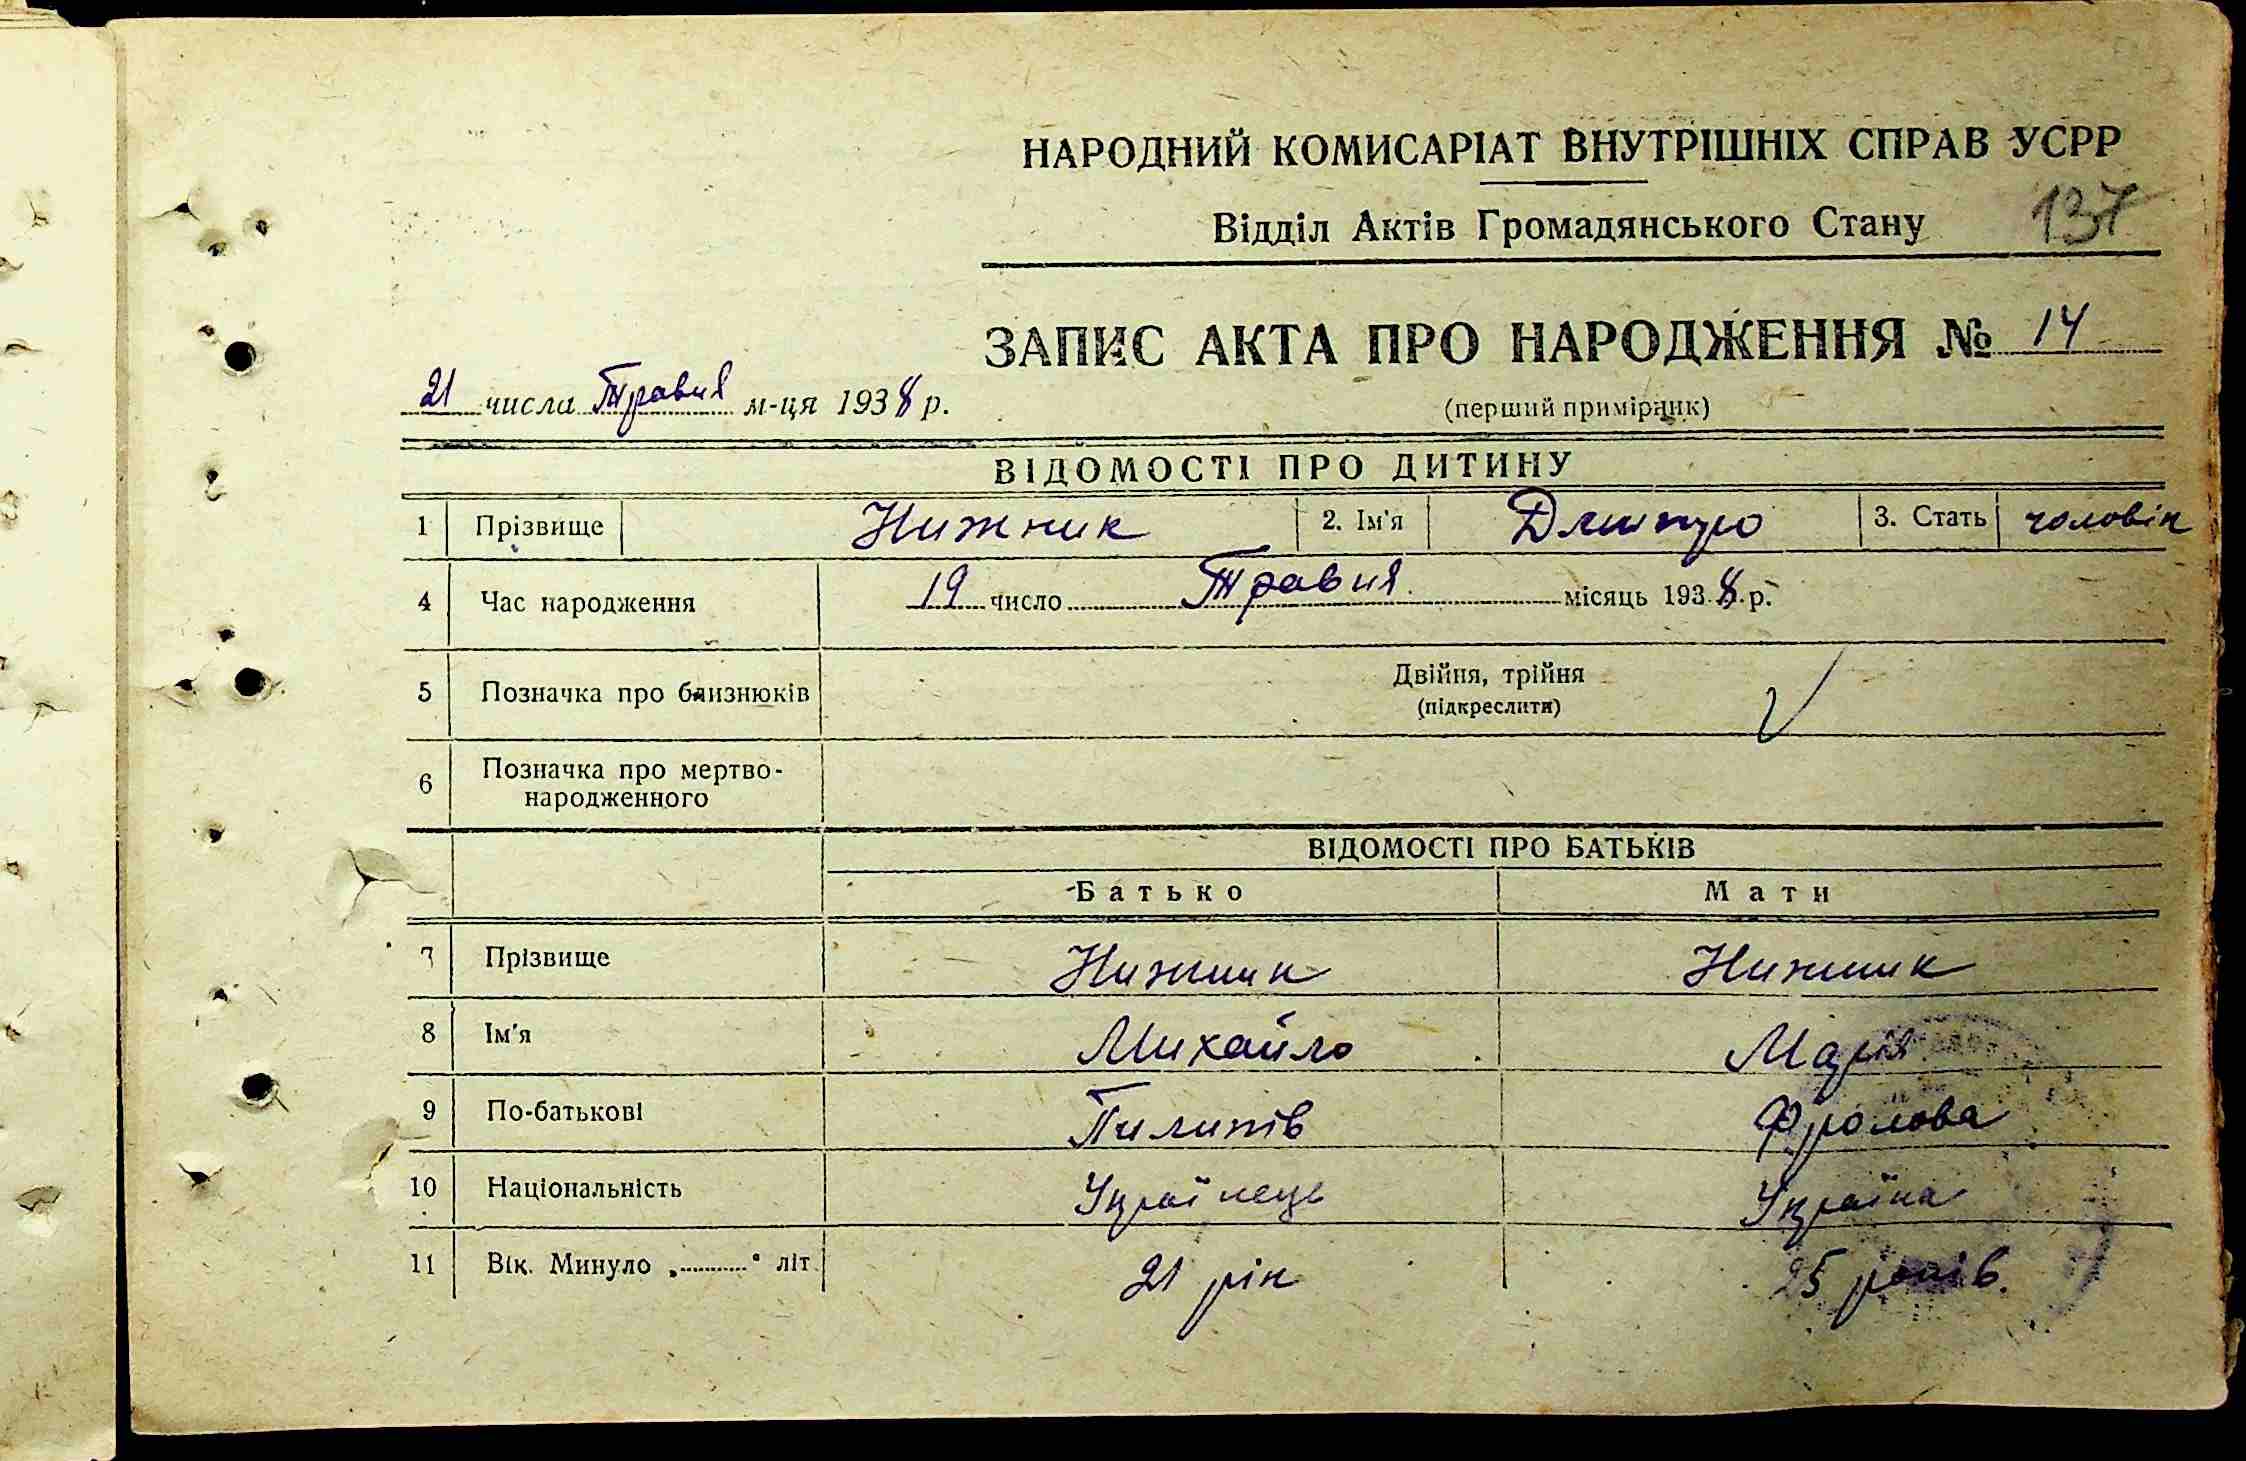 НАРОДНИЙ КОМИСАРІАТ ВНУТРІШНІХ СПРАВ УСРР
Відділ Актів Громадянського Стану 137
ЗАПИС АКТА ПРО НАРОДЖЕННЯ № 14
21 числа Травня м-ця 1938 р.
(перший примірник)
ВІДОМОСТІ ПРО ДИТИНУ
1 Прізвище Нижник 2. Ім'я Дмитро 3. Стать чоловік
4 Час народження 19 число Травня місяць 1938 р.
5 Позначка про близнюків Двійня, трійня
(підкреслити)
6 Позначка про мертво-
народженного
ВІДОМОСТІ ПРО БАТЬКІВ
Батько Мати
7 Прізвище Нижник Нижник
8 Ім'я Михайло Марія
9 По-батькові Пилипів Фролова
10 Національність Українець Україна
11 Вік. Минуло „..........“ літ 21 рік 25 років.